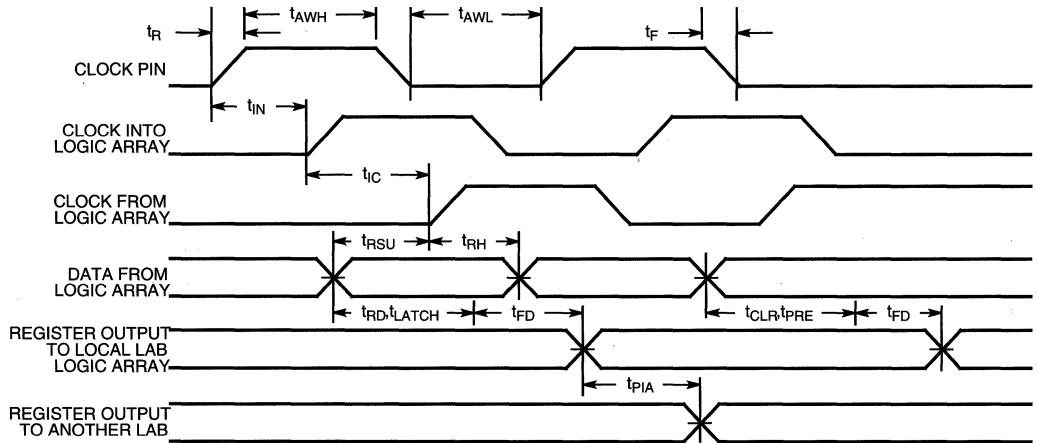 tAWH
tAWL
tR
tF
CLOCK PIN
tIN
CLOCK INTO
LOGIC ARRAY
tIC
CLOCK FROM
LOGIC ARRAY
tRSU
tRH
DATA FROM
LOGIC ARRAY
tRD,tLATCH
tFD
tCLR,tPRE
tFD
REGISTER OUTPUT
TO LOCAL LAB
LOGIC ARRAY
tPIA
REGISTER OUTPUT
TO ANOTHER LAB